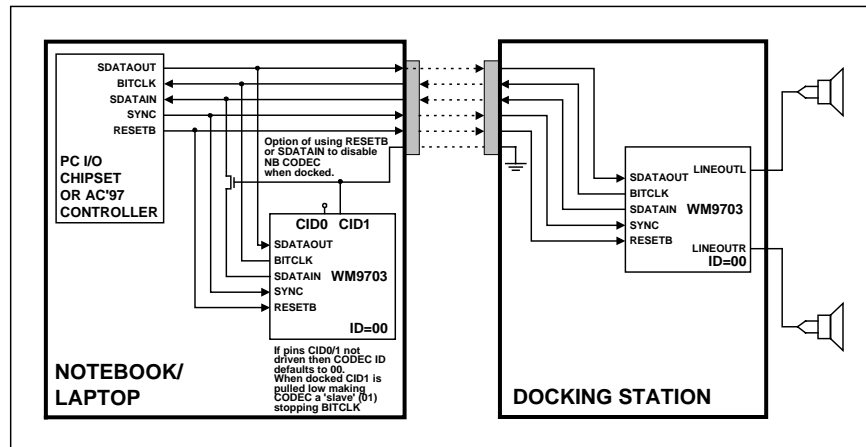 SDATAOUT
BITCLK
SDATAIN
SYNC
RESETB
PC I/O
CHIPSET
OR AC'97
CONTROLLER
Option of using RESETB
or SDATAIN to disable
NB CODEC
when docked.
CID0 CID1
SDATAOUT
BITCLK
SDATAIN WM9703
SYNC
RESETB
ID=00
If pins CID0/1 not
driven then CODEC ID
defaults to 00.
When docked CID1 is
pulled low making
CODEC a 'slave' (01)
stopping BITCLK
NOTEBOOK/
LAPTOP
LINEOUTL
SDATAOUT
BITCLK
SDATAIN WM9703
SYNC
RESETB
LINEOUTR
ID=00
DOCKING STATION